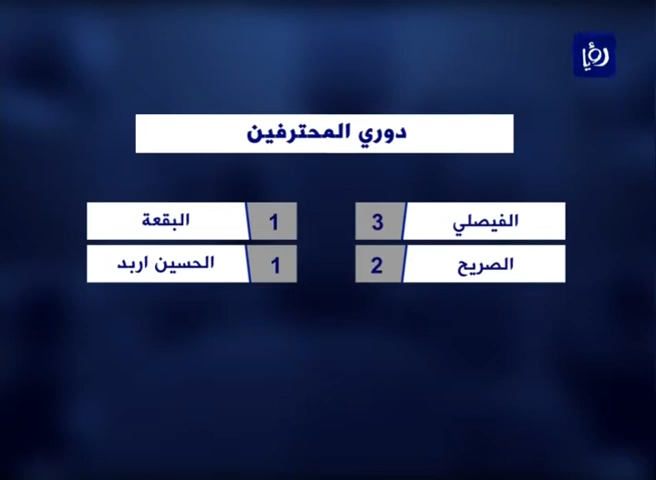 رؤيا
دوري المحترفين
الفيصلي 3 1 البقعة
الصريح 2 1 الحسين اربد